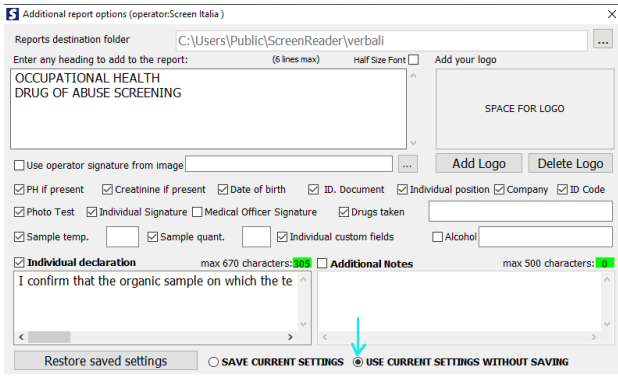 Additional report options (operator:Screen Italia )
Reports destination folder C:\Users\Public\ScreenReader\verbali ...
Enter any heading to add to the report: (6 lines max) Half Size Font Add your logo
OCCUPATIONAL HEALTH
DRUG OF ABUSE SCREENING
SPACE FOR LOGO
Use operator signature from image ... Add Logo Delete Logo
PH if present Creatinine if present Date of birth ID. Document Individual position Company ID Code
Photo Test Individual Signature Medical Officer Signature Drugs taken
Sample temp. Sample quant. Individual custom fields Alcohol
Individual declaration max 670 characters: 305 Additional Notes max 500 characters: 0
I confirm that the organic sample on which the te
Restore saved settings SAVE CURRENT SETTINGS USE CURRENT SETTINGS WITHOUT SAVING